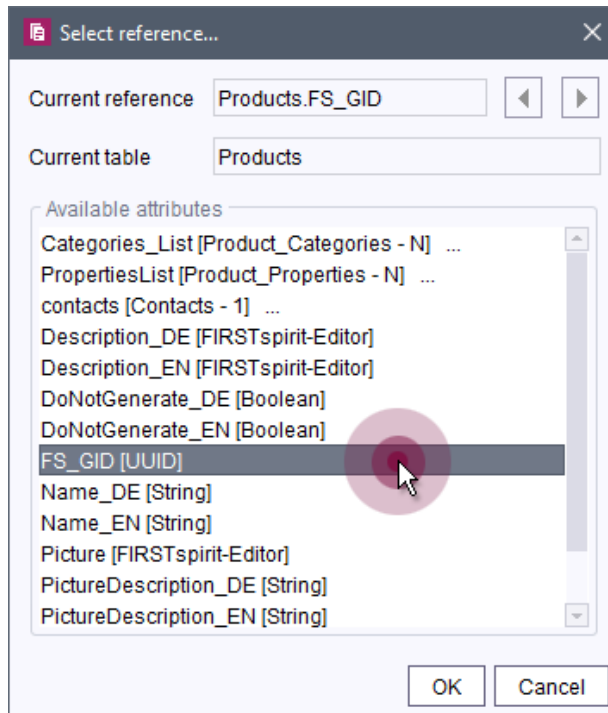 Select reference...
Current reference Products.FS_GID
Current table Products
Available attributes
Categories_List [Product_Categories - N] ...
PropertiesList [Product_Properties - N] ...
contacts [Contacts - 1] ...
Description_DE [FIRSTspirit-Editor]
Description_EN [FIRSTspirit-Editor]
DoNotGenerate_DE [Boolean]
DoNotGenerate_EN [Boolean]
FS_GID [UUID]
Name_DE [String]
Name_EN [String]
Picture [FIRSTspirit-Editor]
PictureDescription_DE [String]
PictureDescription_EN [String]
OK Cancel